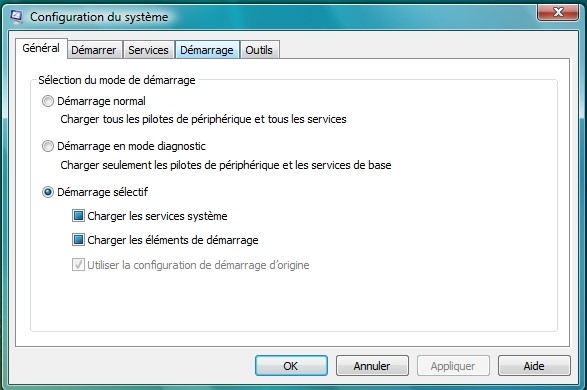 Configuration du système
Général Démarrer Services Démarrage Outils
Sélection du mode de démarrage
Démarrage normal
Charger tous les pilotes de périphérique et tous les services
Démarrage en mode diagnostic
Charger seulement les pilotes de périphérique et les services de base
Démarrage sélectif
Charger les services système
Charger les éléments de démarrage
Utiliser la configuration de démarrage d'origine
OK Annuler Appliquer Aide